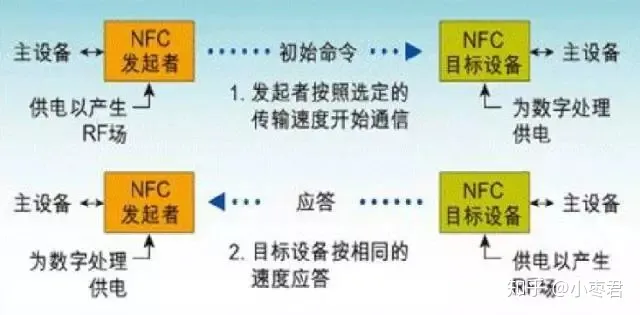 主设备
NFC
发起者
初始命令
NFC
目标设备
主设备
供电以产生
RF场
1. 发起者按照选定的
传输速度开始通信
为数字处理
供电
主设备
NFC
发起者
应答
NFC
目标设备
主设备
为数字处理
供电
2. 目标设备按相同的
速度应答
供电以产生
RF场
知乎 @小枣君